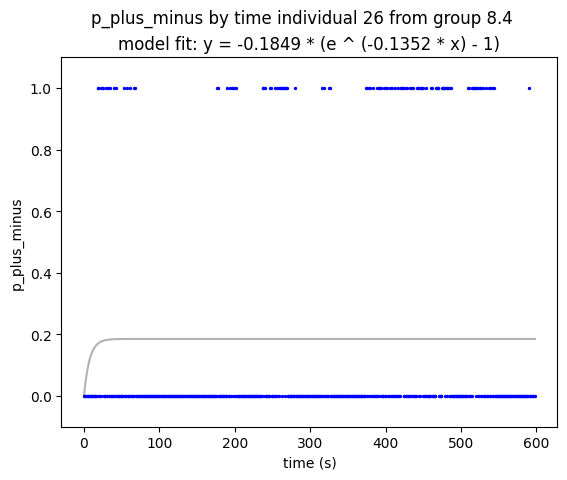 p_plus_minus by time individual 26 from group 8.4
model fit: y = -0.1849 * (e ^ (-0.1352 * x) - 1)
1.0
0.8
0.6
0.4
0.2
0.0
p_plus_minus
0 100 200 300 400 500 600
time (s)